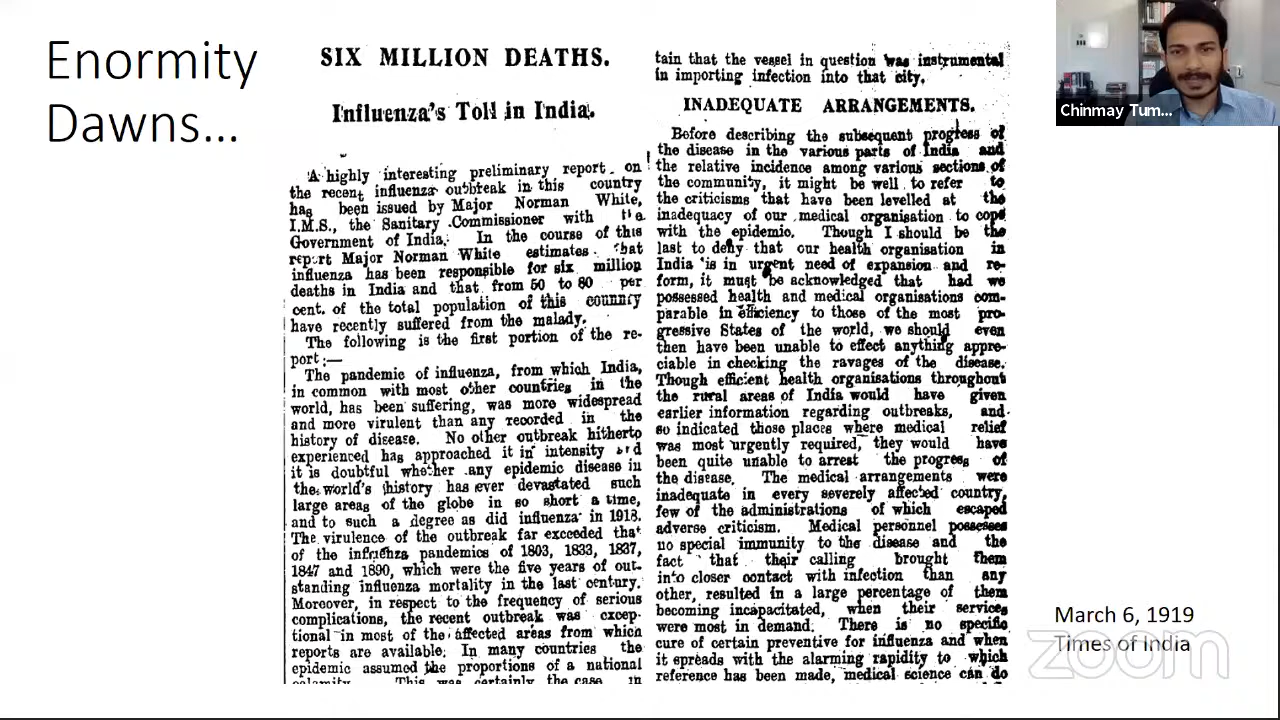 Enormity
Dawns...
SIX MILLION DEATHS.
Influenza's Toll in India.
A highly interesting preliminary report on
the recent influenza outbreak in this country
has been issued by Major Norman White,
I.M.S., the Sanitary Commissioner with the
Government of India. In the course of this
report Major Norman White estimates that
influenza has been responsible for six million
deaths in India and that from 50 to 80 per
cent. of the total population of this country
have recently suffered from the malady.
The following is the first portion of the re-
port:—
The pandemic of influenza, from which India,
in common with most other countries in the
world, has been suffering, was more widespread
and more virulent than any recorded in the
history of disease. No other outbreak hitherto
experienced has approached it in intensity and
it is doubtful whether any epidemic disease in
the world's history has ever devastated such
large areas of the globe in so short a time,
and to such a degree as did influenza in 1918.
The virulence of the outbreak far exceeded that
of the influenza pandemics of 1803, 1833, 1837,
1847 and 1890, which were the five years of out-
standing influenza mortality in the last century.
Moreover, in respect to the frequency of serious
complications, the recent outbreak was excep-
tional in most of the affected areas from which
reports are available. In many countries the
epidemic assumed the proportions of a national
calamity. This was certainly the case in
tain that the vessel in question was instrumental
in importing infection into that city.
INADEQUATE ARRANGEMENTS.
Before describing the subsequent progress of
the disease in the various parts of India and
the relative incidence among various sections of
the community, it might be well to refer to
the criticisms that have been levelled at the
inadequacy of our medical organisation to cope
with the epidemic. Though I should be the
last to deny that our health organisation in
India is in urgent need of expansion and re-
form, it must be acknowledged that had we
possessed health and medical organisations com-
parable in efficiency to those of the most pro-
gressive States of the world, we should even
then have been unable to effect anything appre-
ciable in checking the ravages of the disease.
Though efficient health organisations throughout
the rural areas of India would have given
earlier information regarding outbreaks, and
so indicated those places where medical relief
was most urgently required, they would have
been quite unable to arrest the progress of
the disease. The medical arrangements were
inadequate in every severely affected country,
few of the administrations of which escaped
adverse criticism. Medical personnel possesses
no special immunity to the disease and the
fact that their calling brought them
into closer contact with infection than any
other, resulted in a large percentage of them
becoming incapacitated, when their services
were most in demand. There is no specific
cure of certain preventive for influenza and when
it spreads with the alarming rapidity to which
reference has been made, medical science can do
Chinmay Tum...
March 6, 1919
Times of India
zoom